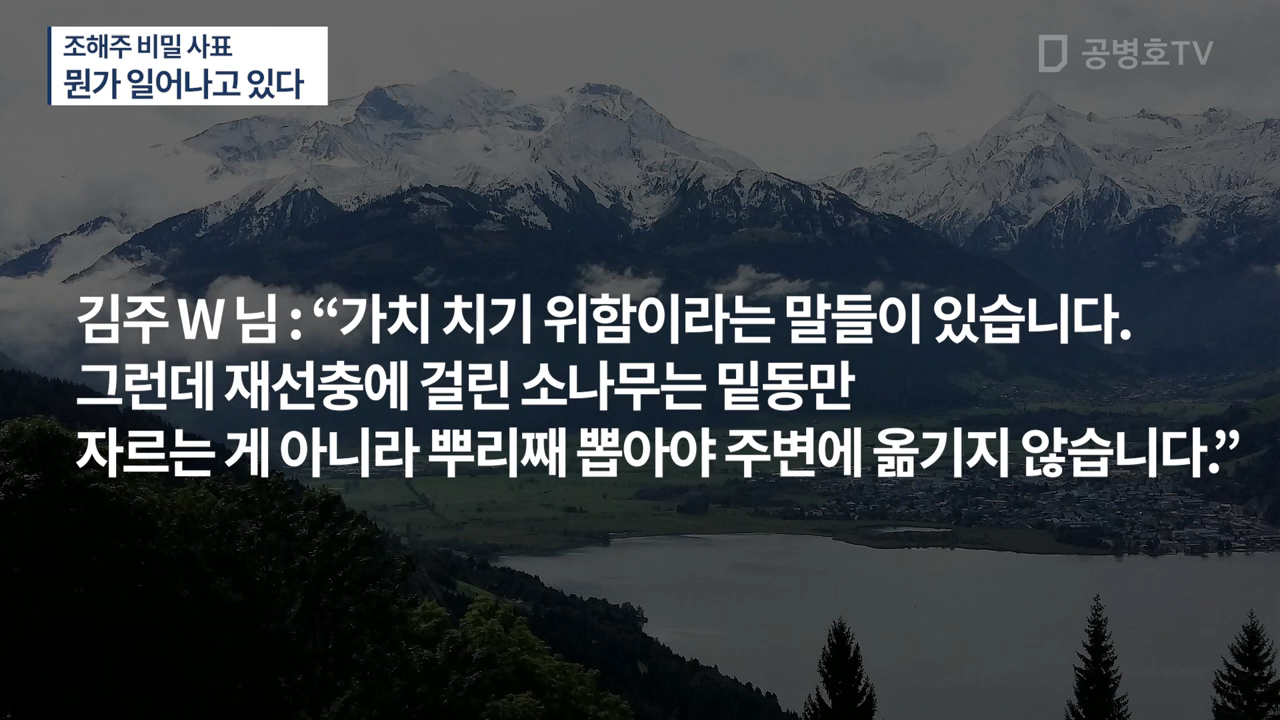 조해주 비밀 사표
뭔가 일어나고 있다
공병호TV
김주 W 님 : “가치 치기 위함이라는 말들이 있습니다.
그런데 재선충에 걸린 소나무는 밑동만
자르는 게 아니라 뿌리째 뽑아야 주변에 옮기지 않습니다.”